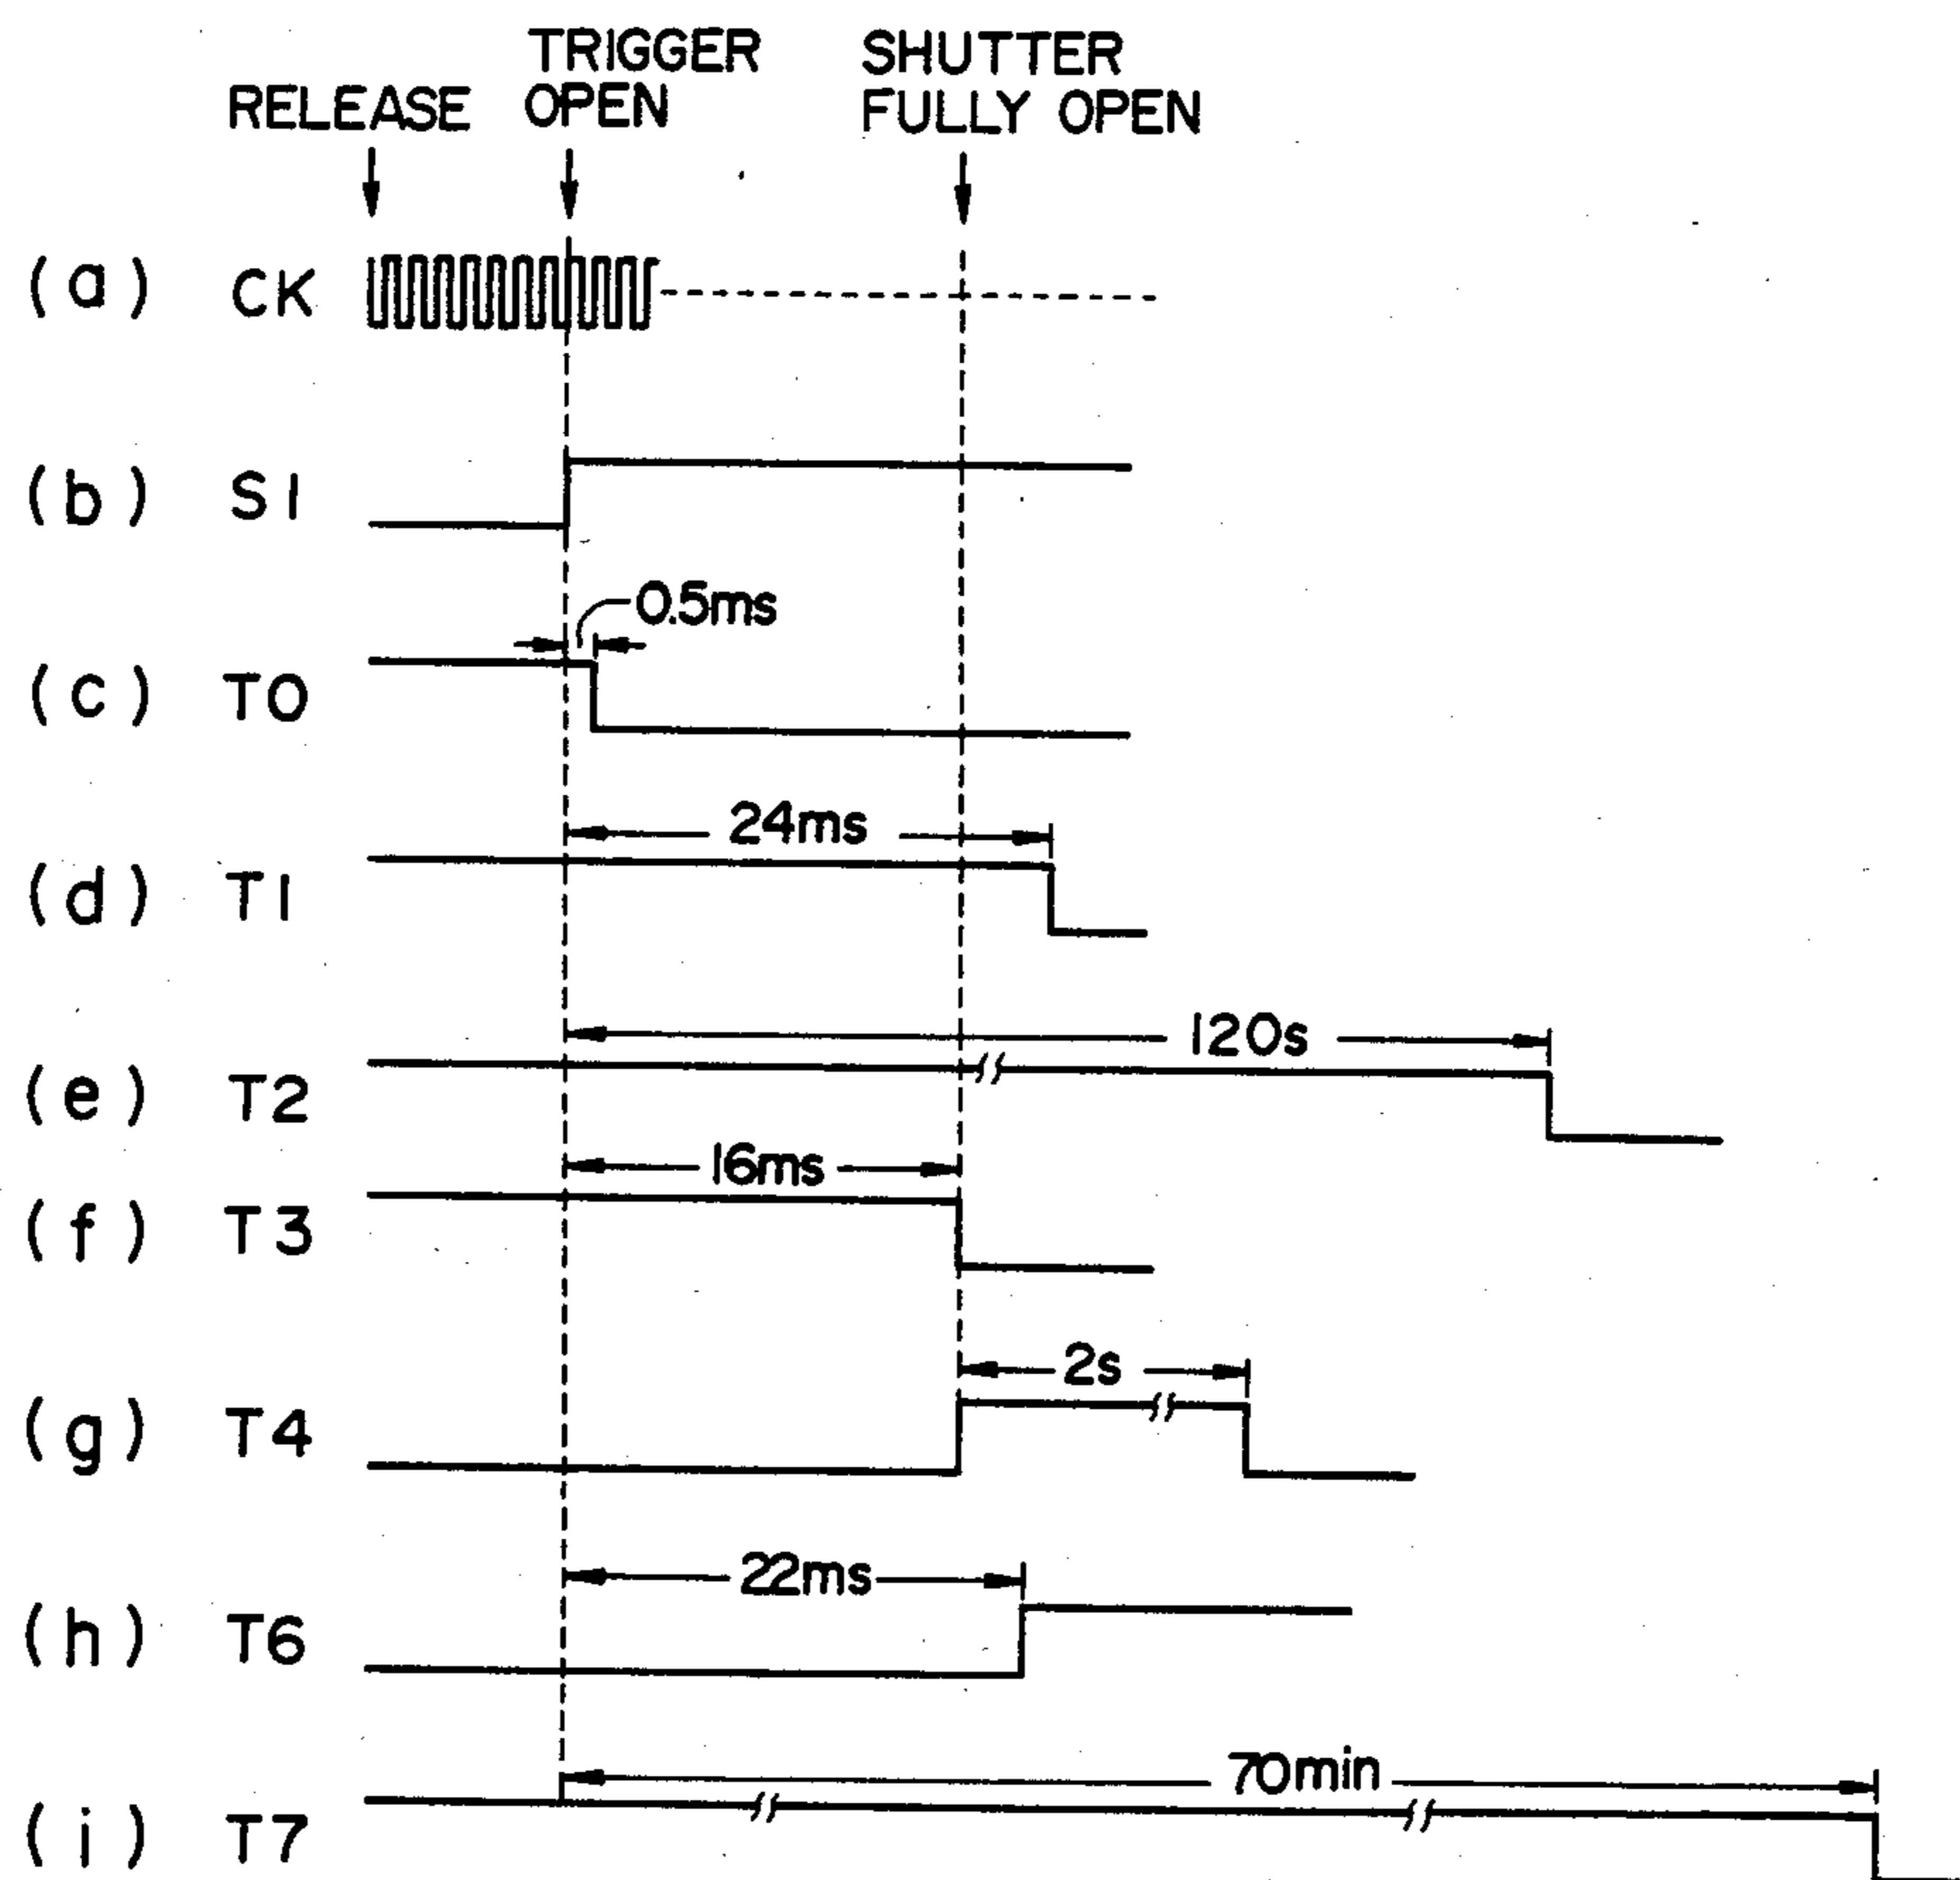 RELEASE
TRIGGER
OPEN
SHUTTER
FULLY OPEN
(a) CK
(b) S1
0.5ms
(c) T0
24ms
(d) T1
120s
(e) T2
16ms
(f) T3
2s
(g) T4
22ms
(h) T6
70min
(i) T7